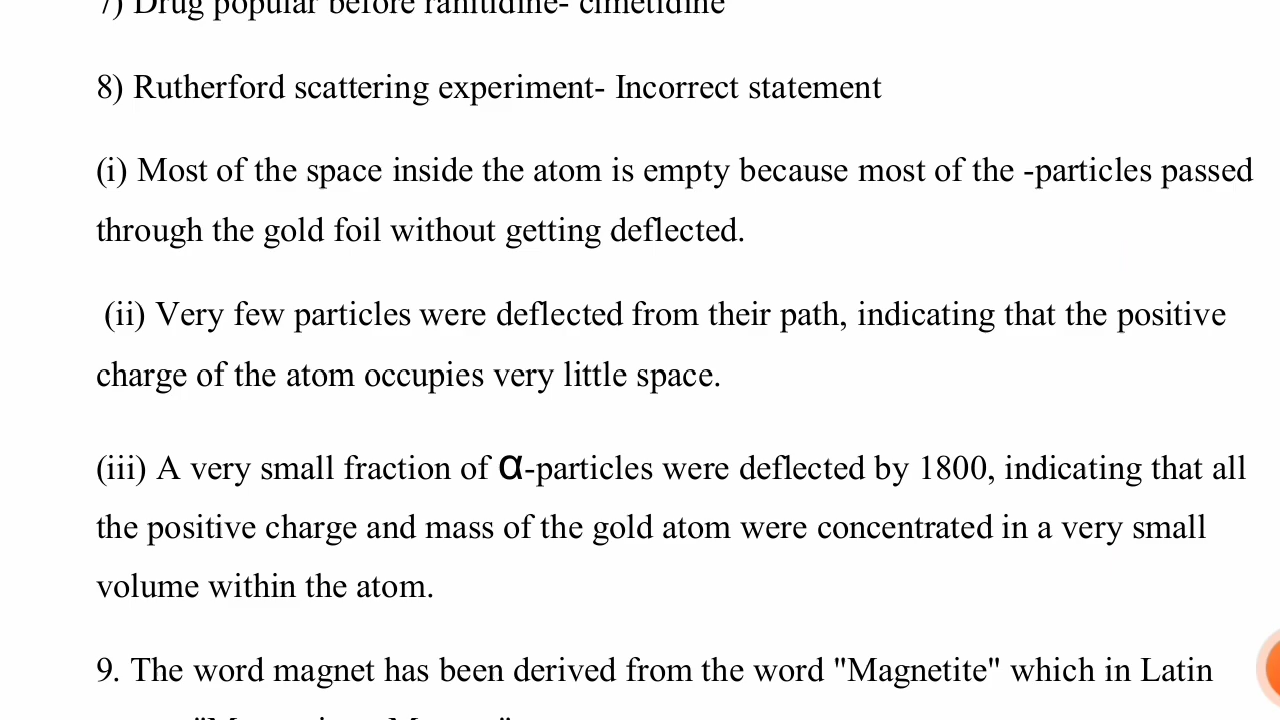 7) Drug popular before ranitidine- cimetidine
8) Rutherford scattering experiment- Incorrect statement
(i) Most of the space inside the atom is empty because most of the -particles passed
through the gold foil without getting deflected.
(ii) Very few particles were deflected from their path, indicating that the positive
charge of the atom occupies very little space.
(iii) A very small fraction of α-particles were deflected by 1800, indicating that all
the positive charge and mass of the gold atom were concentrated in a very small
volume within the atom.
9. The word magnet has been derived from the word "Magnetite" which in Latin